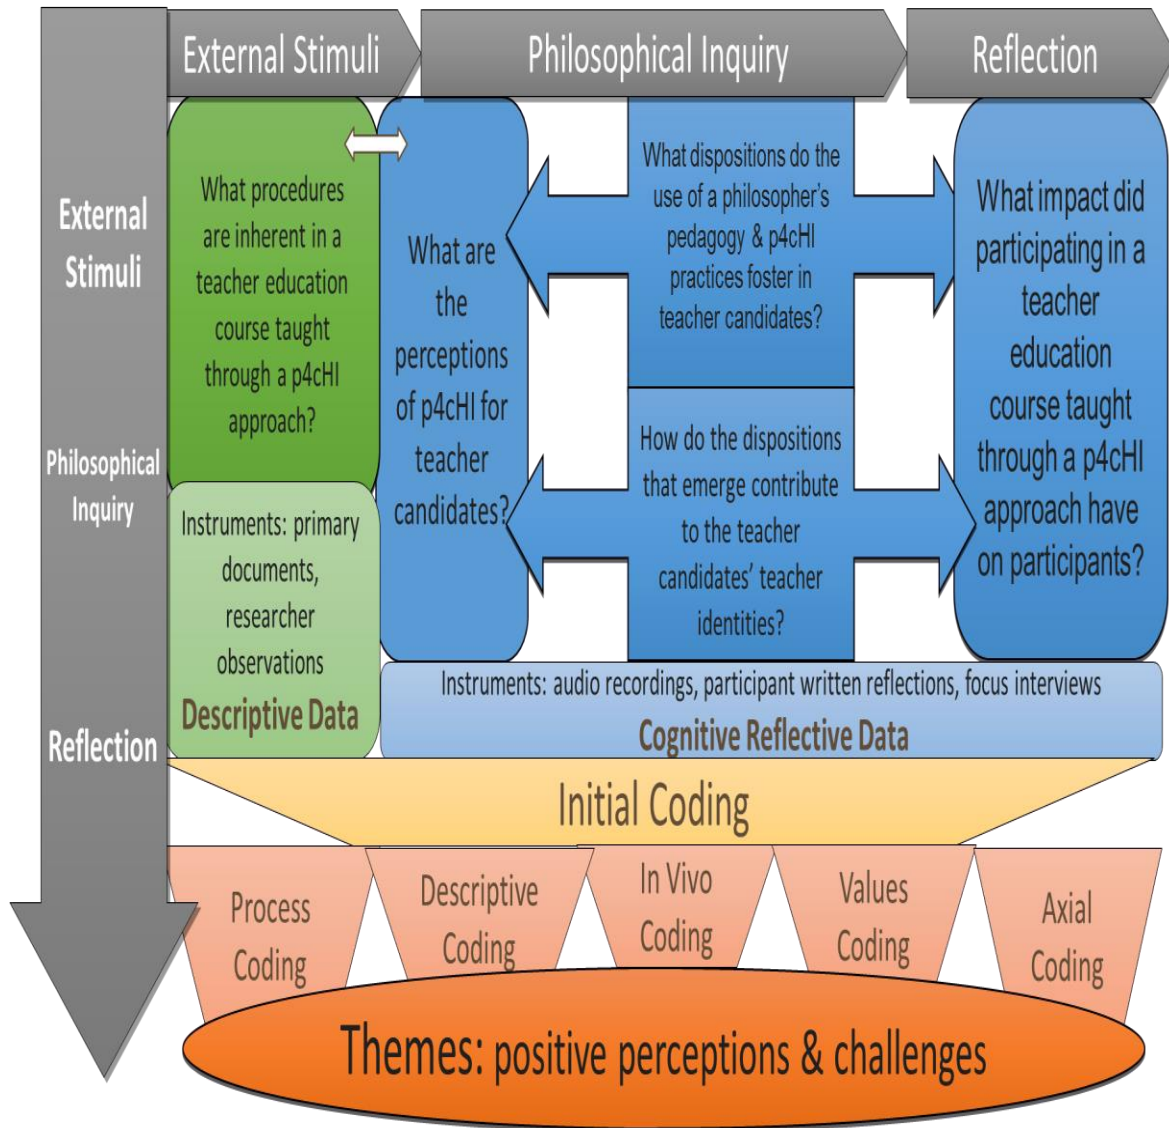 External Stimuli
Philosophical Inquiry
Reflection
External
Stimuli
Philosophical
Inquiry
Reflection
What procedures
are inherent in a
teacher education
course taught
through a p4cHI
approach?
Instruments: primary
documents,
researcher
observations
Descriptive Data
What are
the
perceptions
of p4cHI for
teacher
candidates?
What dispositions do the
use of a philosopher's
pedagogy & p4cHI
practices foster in
teacher candidates?
How do the dispositions
that emerge contribute
to the teacher
candidates' teacher
identities?
What impact did
participating in a
teacher
education
course taught
through a p4cHI
approach have
on participants?
Instruments: audio recordings, participant written reflections, focus interviews
Cognitive Reflective Data
Initial Coding
Process
Coding
Descriptive
Coding
In Vivo
Coding
Values
Coding
Axial
Coding
Themes: positive perceptions & challenges